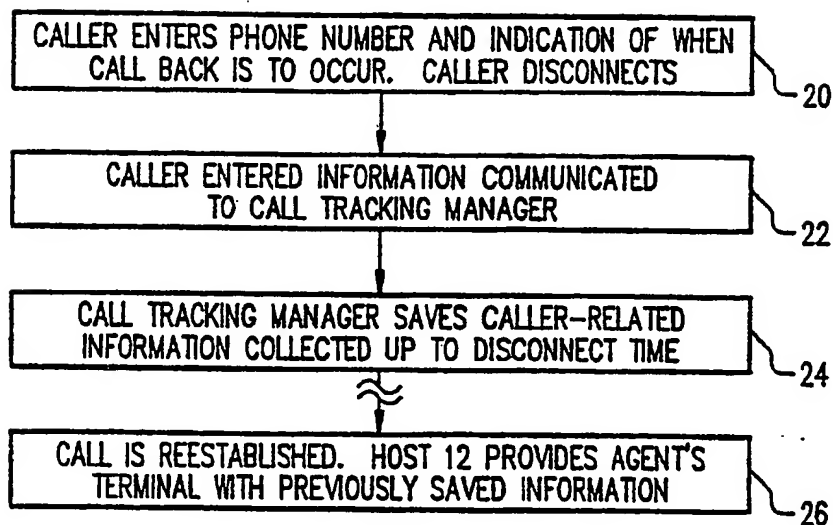 CALLER ENTERS PHONE NUMBER AND INDICATION OF WHEN
CALL BACK IS TO OCCUR. CALLER DISCONNECTS
20
CALLER ENTERED INFORMATION COMMUNICATED
TO CALL TRACKING MANAGER
22
CALL TRACKING MANAGER SAVES CALLER-RELATED
INFORMATION COLLECTED UP TO DISCONNECT TIME
24
CALL IS REESTABLISHED. HOST 12 PROVIDES AGENT'S
TERMINAL WITH PREVIOUSLY SAVED INFORMATION
26